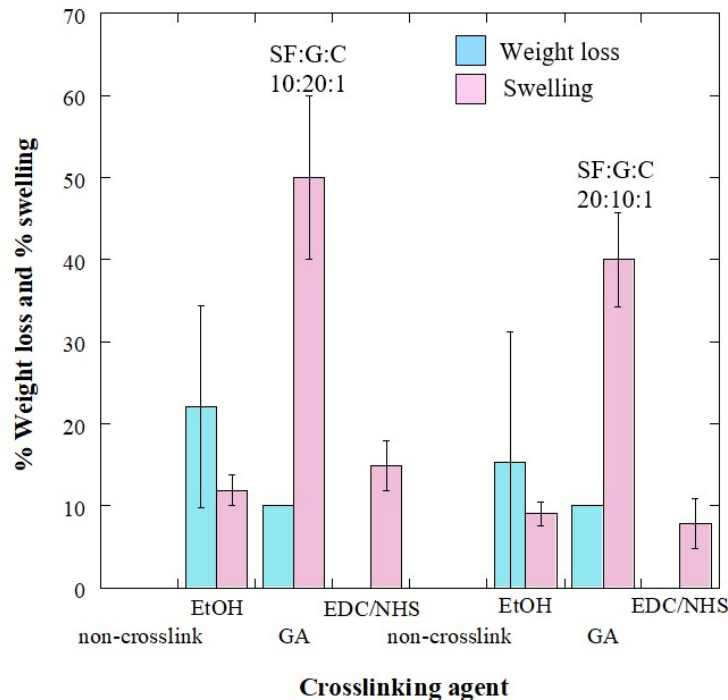 70
60
50
40
30
20
10
0
% Weight loss and % swelling
SF:G:C
10:20:1
Weight loss
Swelling
SF:G:C
20:10:1
EtOH
EDC/NHS
EtOH
EDC/NHS
non-crosslink
GA
non-crosslink
GA
Crosslinking agent